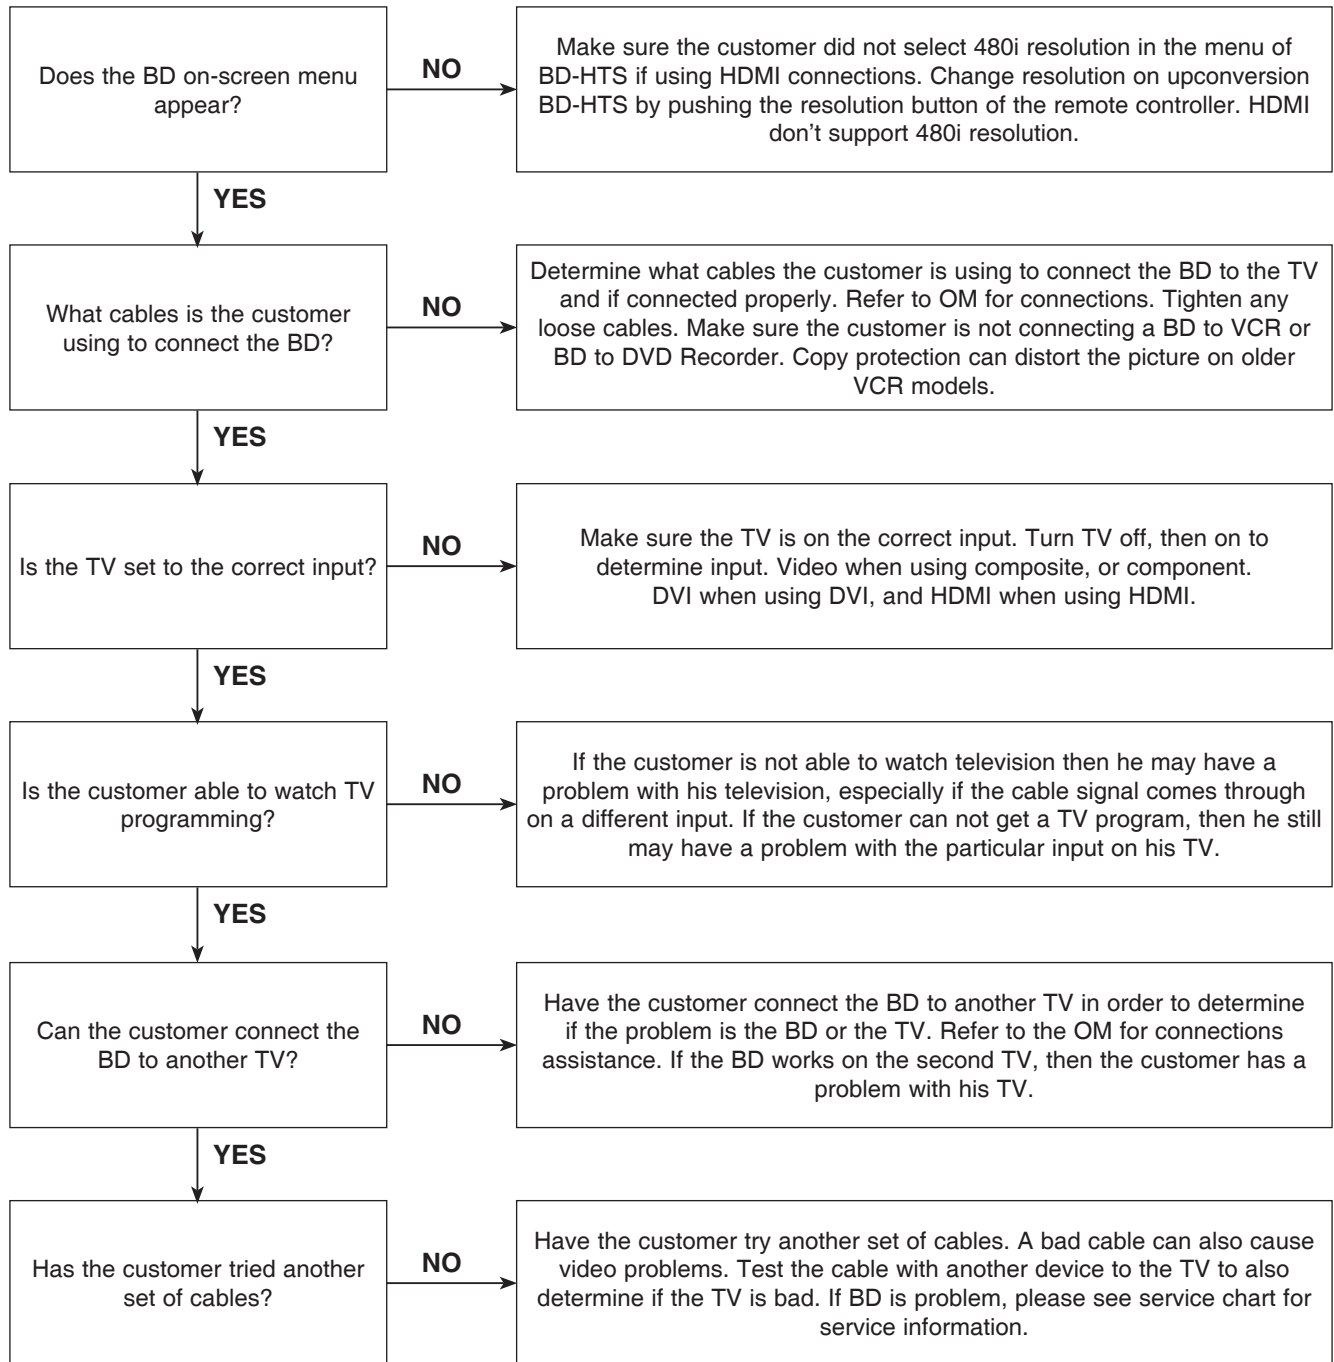 Does the BD on-screen menu
appear?
NO
Make sure the customer did not select 480i resolution in the menu of
BD-HTS if using HDMI connections. Change resolution on upconversion
BD-HTS by pushing the resolution button of the remote controller. HDMI
don't support 480i resolution.
YES
What cables is the customer
using to connect the BD?
NO
Determine what cables the customer is using to connect the BD to the TV
and if connected properly. Refer to OM for connections. Tighten any
loose cables. Make sure the customer is not connecting a BD to VCR or
BD to DVD Recorder. Copy protection can distort the picture on older
VCR models.
YES
Is the TV set to the correct input?
NO
Make sure the TV is on the correct input. Turn TV off, then on to
determine input. Video when using composite, or component.
DVI when using DVI, and HDMI when using HDMI.
YES
Is the customer able to watch TV
programming?
NO
If the customer is not able to watch television then he may have a
problem with his television, especially if the cable signal comes through
on a different input. If the customer can not get a TV program, then he still
may have a problem with the particular input on his TV.
YES
Can the customer connect the
BD to another TV?
NO
Have the customer connect the BD to another TV in order to determine
if the problem is the BD or the TV. Refer to the OM for connections
assistance. If the BD works on the second TV, then the customer has a
problem with his TV.
YES
Has the customer tried another
set of cables?
NO
Have the customer try another set of cables. A bad cable can also cause
video problems. Test the cable with another device to the TV to also
determine if the TV is bad. If BD is problem, please see service chart for
service information.